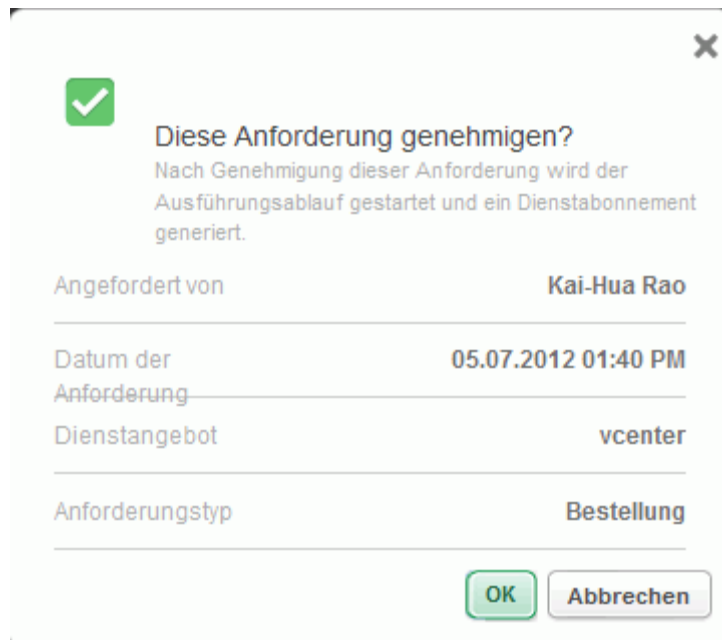 Diese Anforderung genehmigen?
Nach Genehmigung dieser Anforderung wird der
Ausführungsablauf gestartet und ein Dienstabonnement
generiert.
Angefordert von Kai-Hua Rao
Datum der 05.07.2012 01:40 PM
Anforderung
Dienstangebot vcenter
Anforderungstyp Bestellung
OK Abbrechen